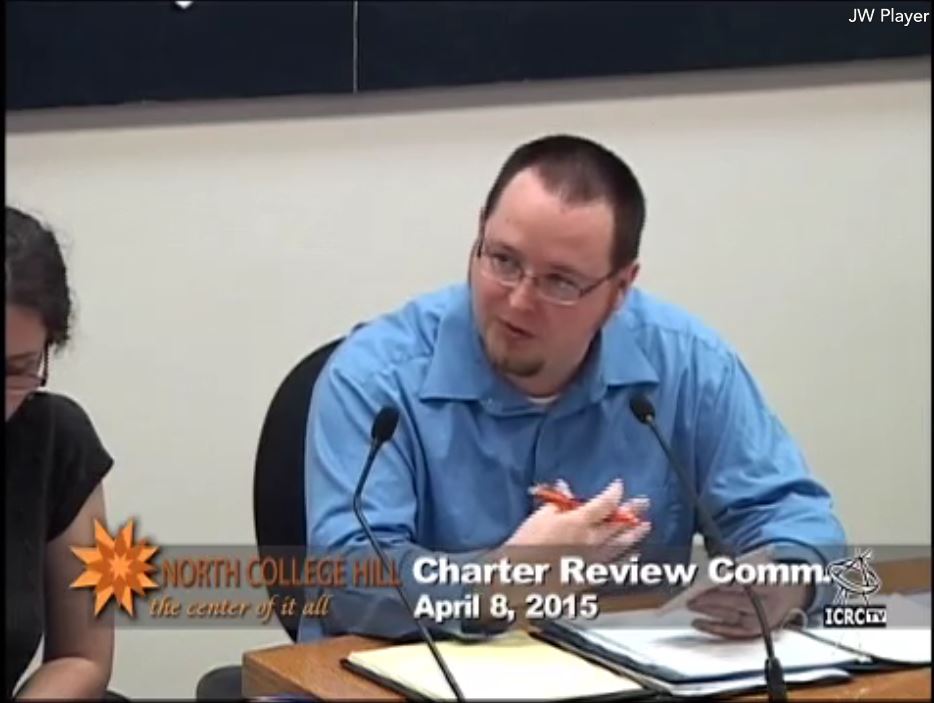 JW Player
NORTH COLLEGE HILL
the center of it all
Charter Review Comm.
April 8, 2015
ICRCTV